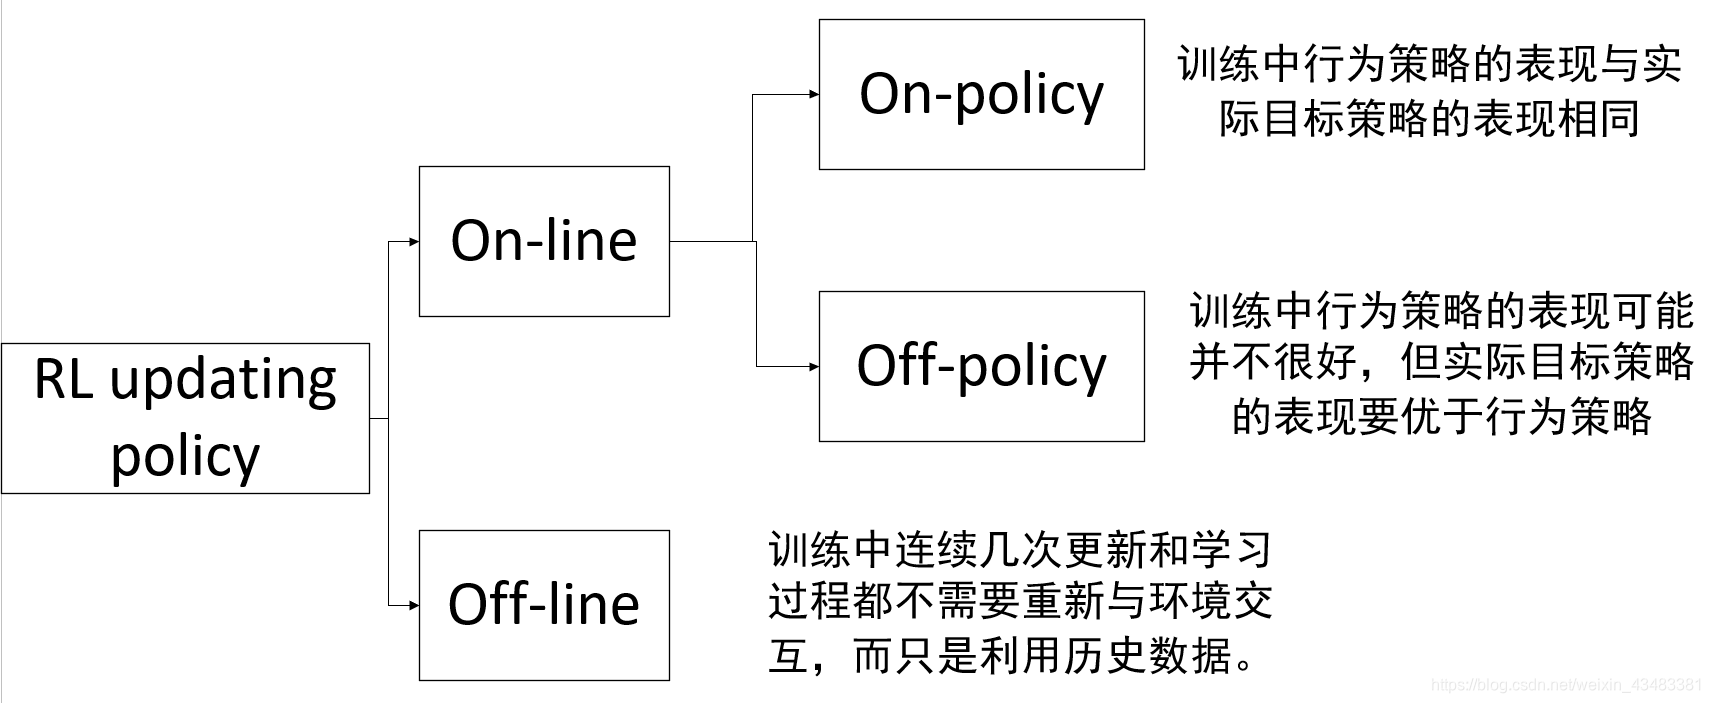 On-policy
训练中行为策略的表现与实
际目标策略的表现相同
On-line
训练中行为策略的表现可能
并不很好，但实际目标策略
的表现要优于行为策略
Off-policy
RL updating
policy
训练中连续几次更新和学习
过程都不需要重新与环境交
互，而只是利用历史数据。
Off-line
https://blog.csdn.net/weixin_43483381